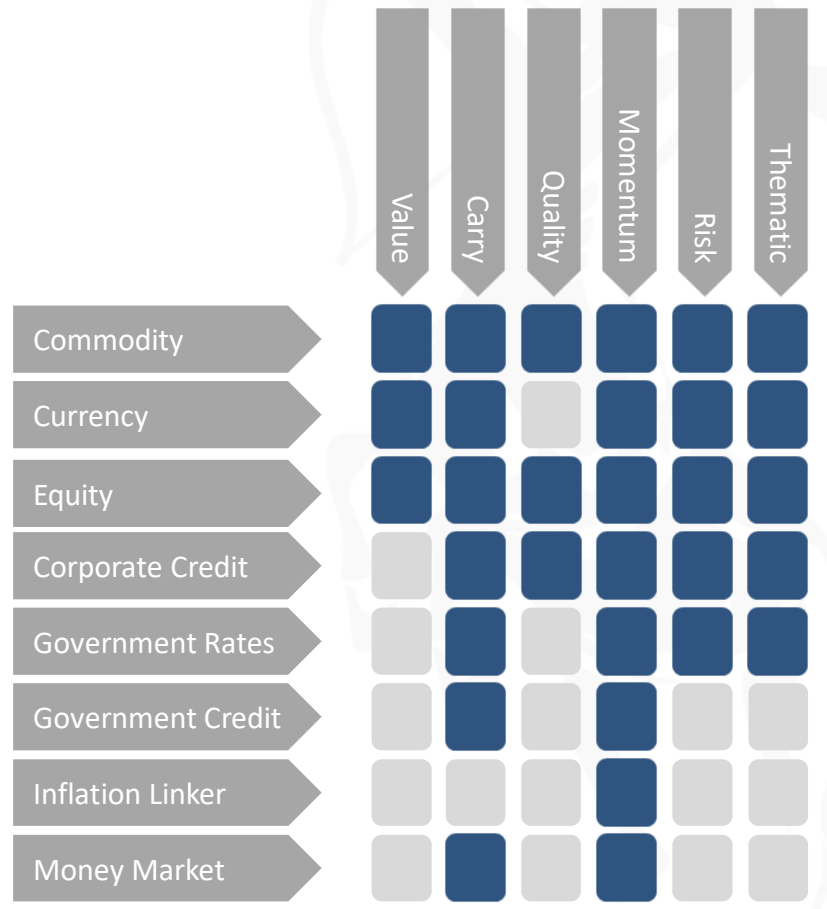 Value
Carry
Quality
Momentum
Risk
Thematic
Commodity
Currency
Equity
Corporate Credit
Government Rates
Government Credit
Inflation Linker
Money Market